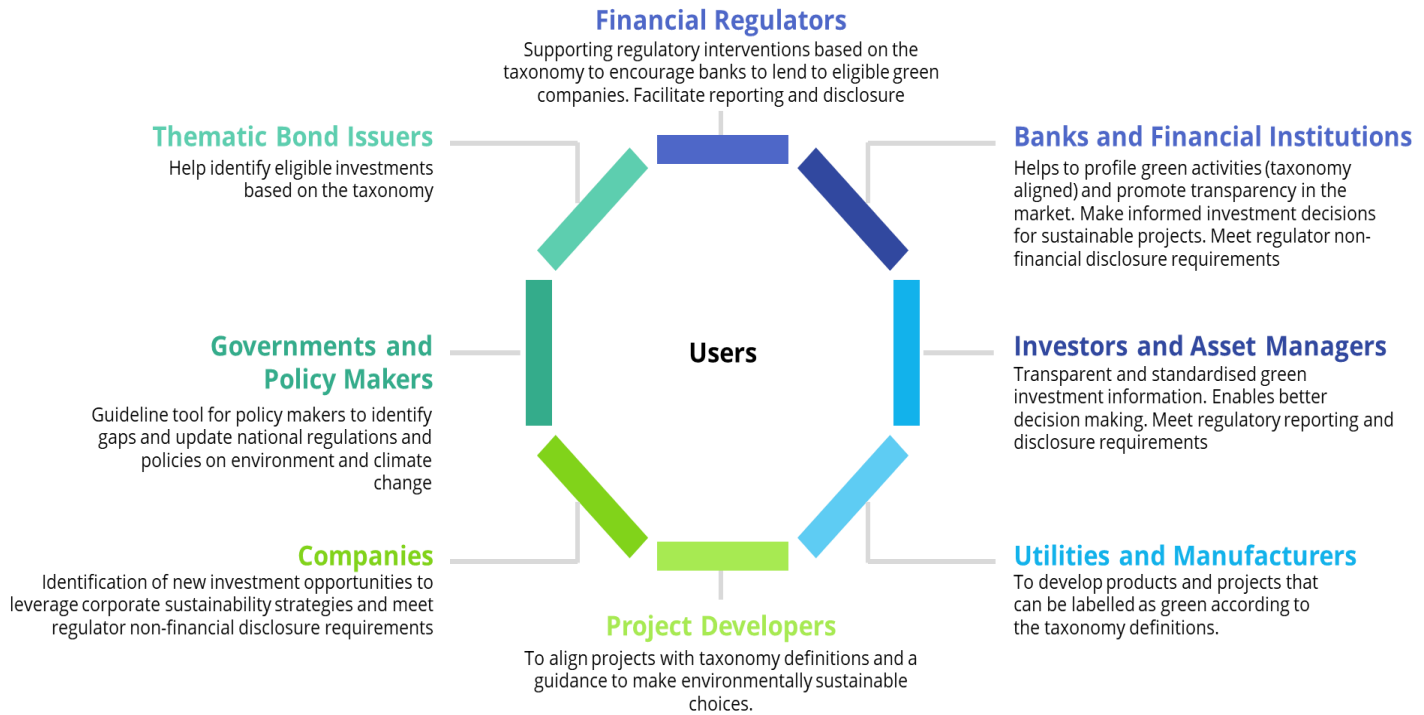 Financial Regulators
Supporting regulatory interventions based on the
taxonomy to encourage banks to lend to eligible green
companies. Facilitate reporting and disclosure
Thematic Bond Issuers
Help identify eligible investments
based on the taxonomy
Banks and Financial Institutions
Helps to profile green activities (taxonomy
aligned) and promote transparency in the
market. Make informed investment decisions
for sustainable projects. Meet regulator non-
financial disclosure requirements
Governments and
Policy Makers
Guideline tool for policy makers to identify
gaps and update national regulations and
policies on environment and climate
change
Users
Investors and Asset Managers
Transparent and standardised green
investment information. Enables better
decision making. Meet regulatory reporting and
disclosure requirements
Companies
Identification of new investment opportunities to
leverage corporate sustainability strategies and meet
regulator non-financial disclosure requirements
Project Developers
To align projects with taxonomy definitions and a
guidance to make environmentally sustainable
choices.
Utilities and Manufacturers
To develop products and projects that
can be labelled as green according to
the taxonomy definitions.